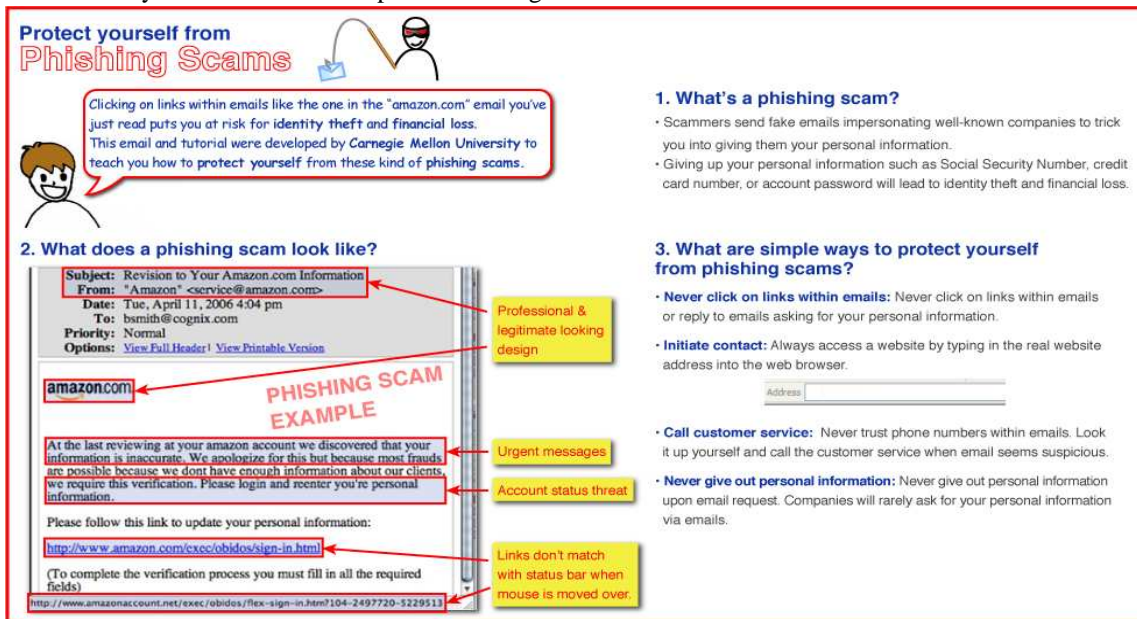 Protect yourself from
Phishing Scams
Clicking on links within emails like the one in the "amazon.com" email you've
just read puts you at risk for identity theft and financial loss.
This email and tutorial were developed by Carnegie Mellon University to
teach you how to protect yourself from these kind of phishing scams.
1. What's a phishing scam?
• Scammers send fake emails impersonating well-known companies to trick
you into giving them your personal information.
• Giving up your personal information such as Social Security Number, credit
card number, or account password will lead to identity theft and financial loss.
2. What does a phishing scam look like?
Subject: Revision to Your Amazon.com Information
From: "Amazon" <service@amazon.com>
Date: Tue, April 11, 2006 4:04 pm
To: bsmith@cognix.com
Priority: Normal
Options: View Full Header | View Printable Version
amazon.com
PHISHING SCAM
EXAMPLE
At the last reviewing at your amazon account we discovered that your
information is inaccurate. We apologize for this but because most frauds
are possible because we dont have enough information about our clients,
we require this verification. Please login and reenter you're personal
information.
Please follow this link to update your personal information:
http://www.amazon.com/exec/obidos/sign-in.html
(To complete the verification process you must fill in all the required
fields)
http://www.amazonaccount.net/exec/obidos/flex-sign-in.htm?104-2497720-5229513
Professional &
legitimate looking
design
Urgent messages
Account status threat
Links don't match
with status bar when
mouse is moved over.
3. What are simple ways to protect yourself
from phishing scams?
• Never click on links within emails: Never click on links within emails
or reply to emails asking for your personal information.
• Initiate contact: Always access a website by typing in the real website
address into the web browser.
Address
• Call customer service: Never trust phone numbers within emails. Look
it up yourself and call the customer service when email seems suspicious.
• Never give out personal information: Never give out personal information
upon email request. Companies will rarely ask for your personal information
via emails.